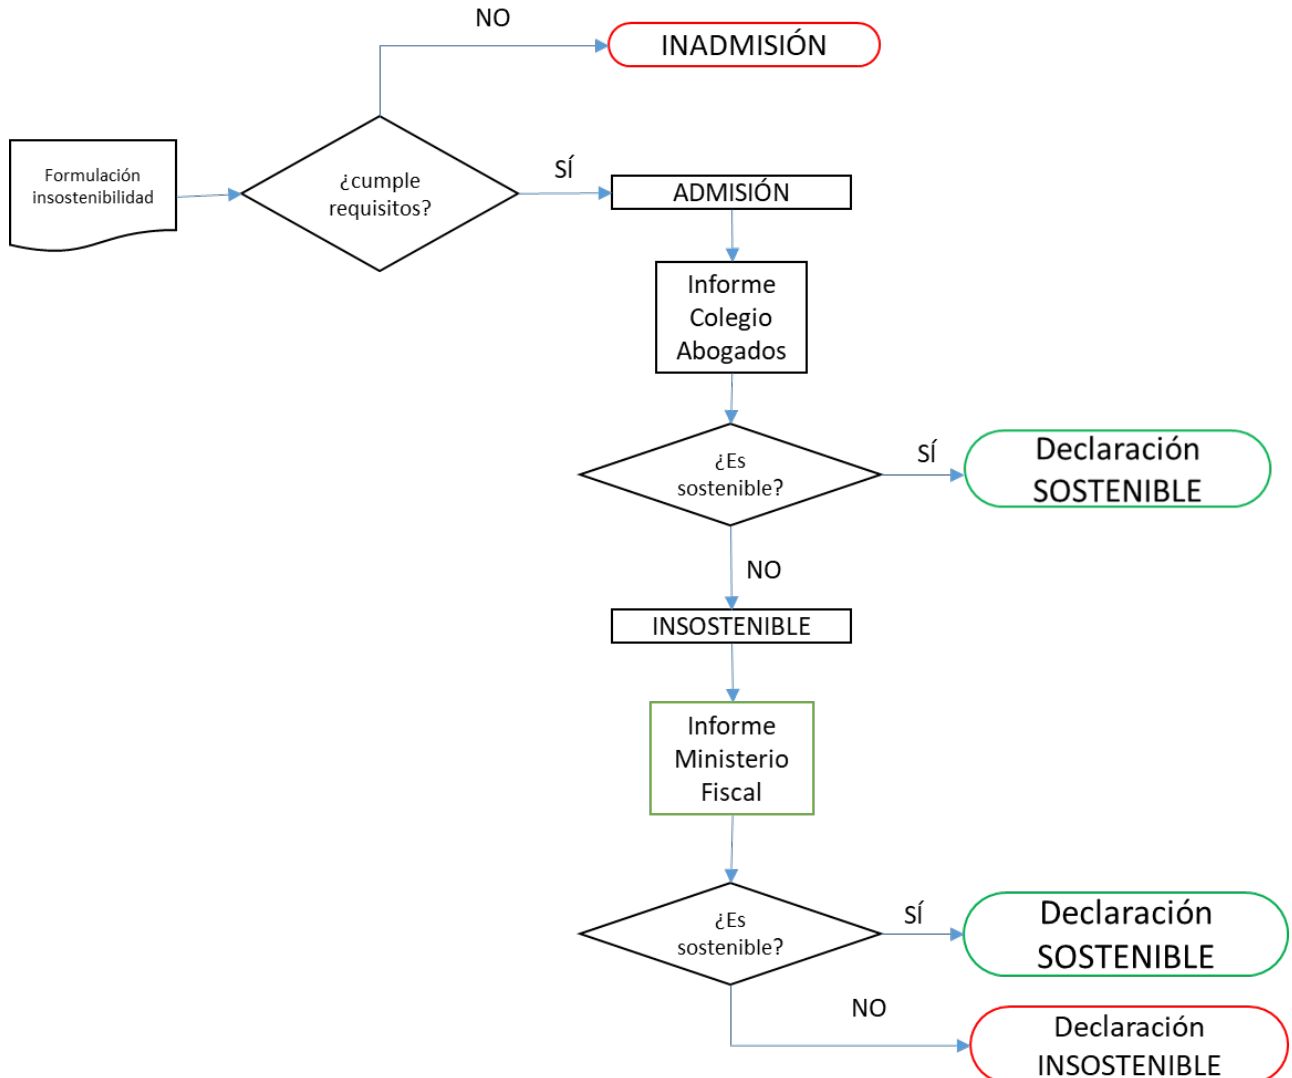 NO
INADMISIÓN
Formulación
insostenibilidad
¿cumple
requisitos?
SÍ
ADMISIÓN
Informe
Colegio
Abogados
¿Es
sostenible?
SÍ
Declaración
SOSTENIBLE
NO
INSOSTENIBLE
Informe
Ministerio
Fiscal
¿Es
sostenible?
SÍ
Declaración
SOSTENIBLE
NO
Declaración
INSOSTENIBLE